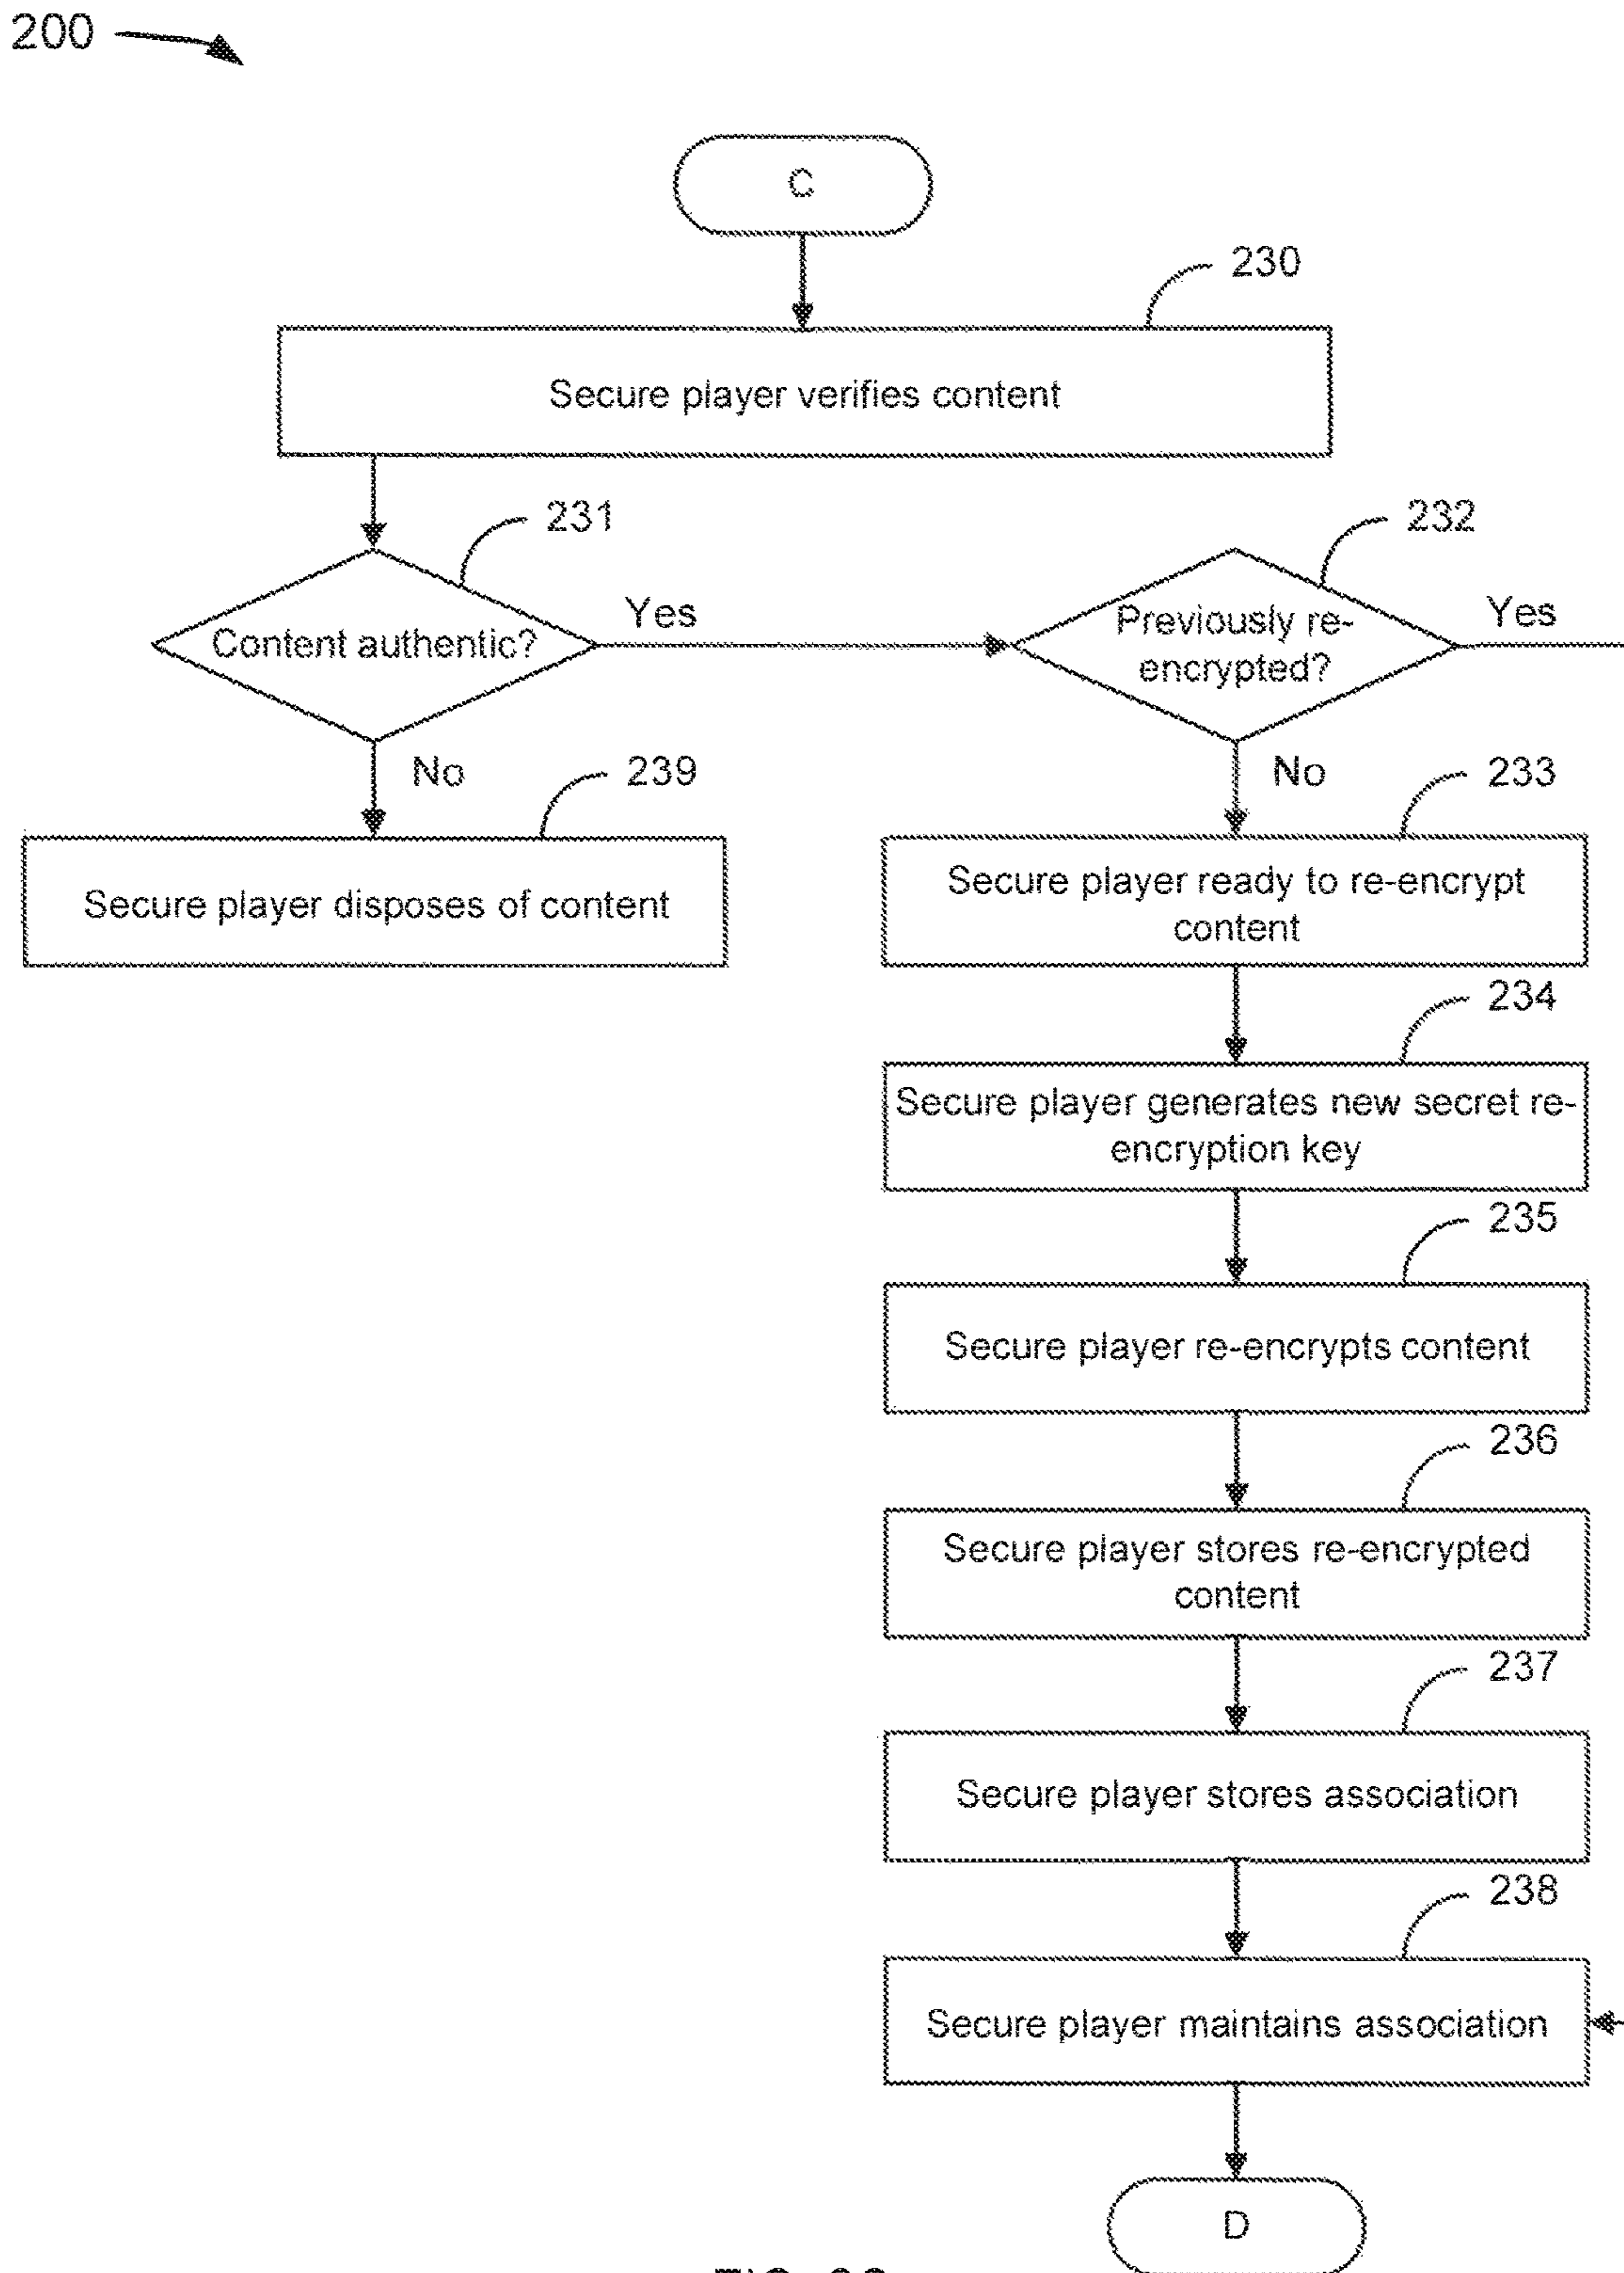 200
C
230
Secure player verifies content
231
232
Content authentic?
Yes
Previously re-
encrypted?
Yes
No
239
No
233
Secure player disposes of content
Secure player ready to re-encrypt
content
234
Secure player generates new secret re-
encryption key
235
Secure player re-encrypts content
236
Secure player stores re-encrypted
content
237
Secure player stores association
238
Secure player maintains association
D